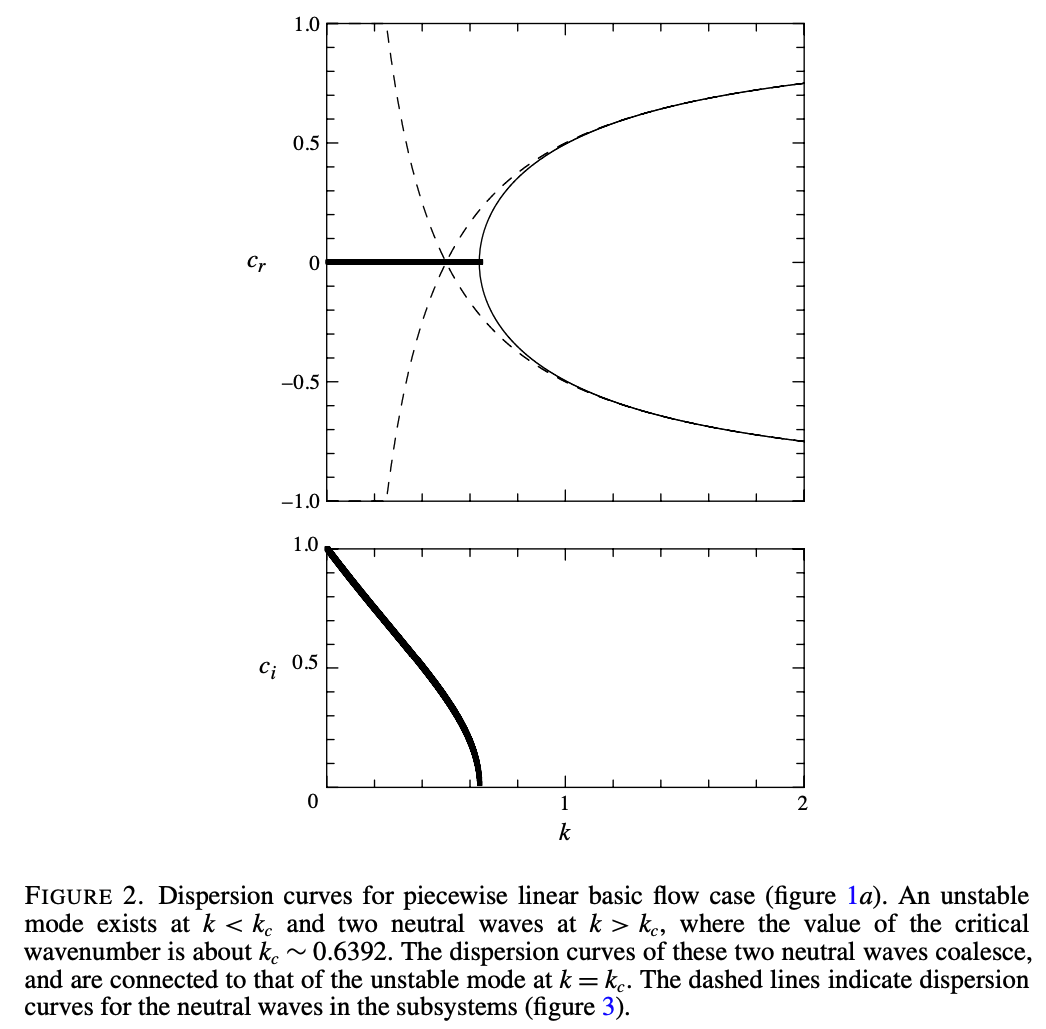 1.0
0.5
c_r 0
−0.5
−1.0
1.0
c_i 0.5
0 1 2
k
FIGURE 2. Dispersion curves for piecewise linear basic flow case (figure 1a). An unstable
mode exists at k < k_c and two neutral waves at k > k_c, where the value of the critical
wavenumber is about k_c ∼ 0.6392. The dispersion curves of these two neutral waves coalesce,
and are connected to that of the unstable mode at k = k_c. The dashed lines indicate dispersion
curves for the neutral waves in the subsystems (figure 3).